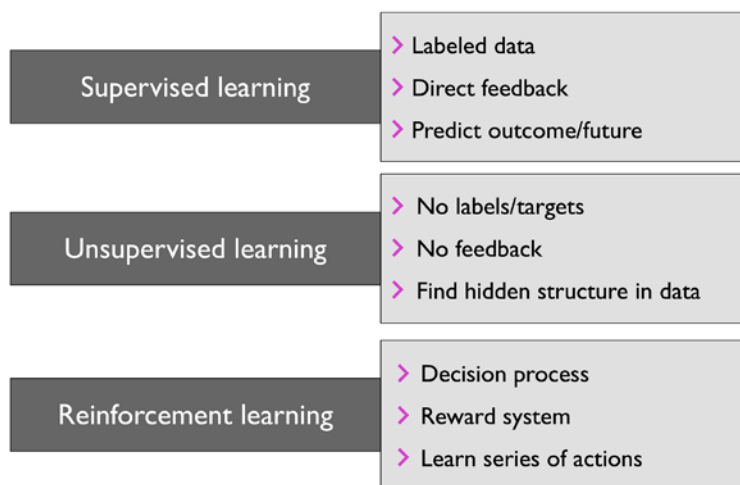 Supervised learning
Labeled data
Direct feedback
Predict outcome/future
Unsupervised learning
No labels/targets
No feedback
Find hidden structure in data
Reinforcement learning
Decision process
Reward system
Learn series of actions